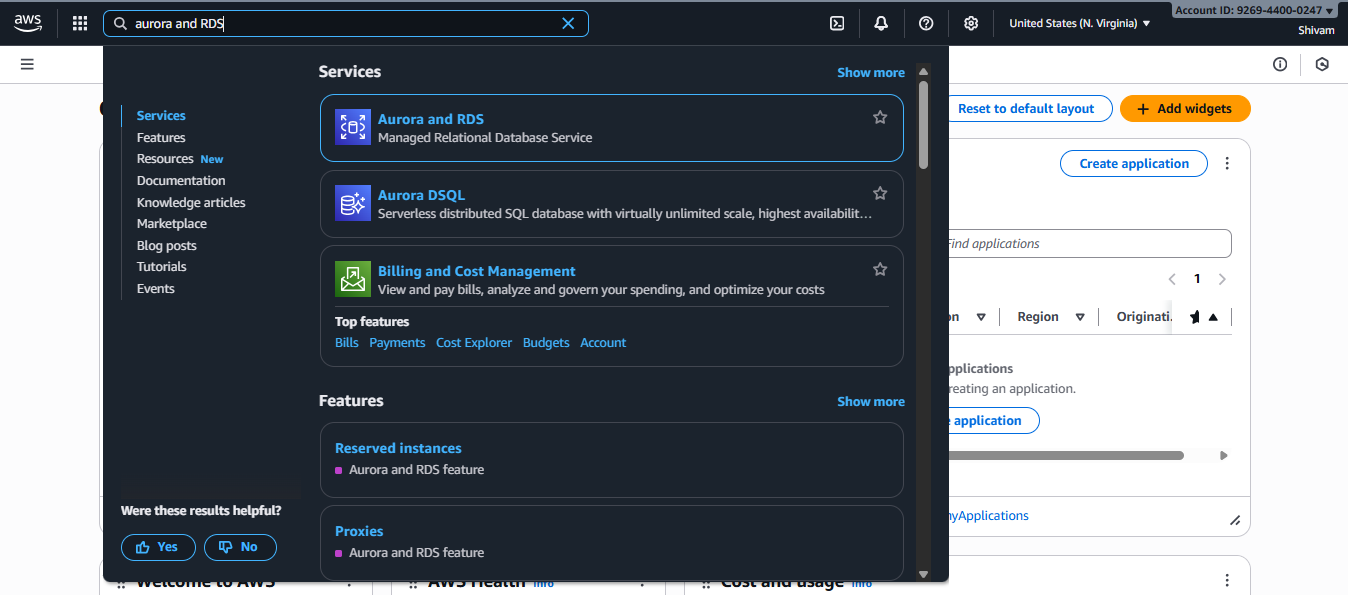 aws
aurora and RDS
United States (N. Virginia)
Account ID: 9269-4400-0247
Shivam
Services
Features
Resources New
Documentation
Knowledge articles
Marketplace
Blog posts
Tutorials
Events
Were these results helpful?
Yes
No
Services
Show more
Aurora and RDS
Managed Relational Database Service
Aurora DSQL
Serverless distributed SQL database with virtually unlimited scale, highest availabilit…
Billing and Cost Management
View and pay bills, analyze and govern your spending, and optimize your costs
Top features
Bills Payments Cost Explorer Budgets Account
Features
Show more
Reserved instances
Aurora and RDS feature
Proxies
Aurora and RDS feature
Reset to default layout
+ Add widgets
Create application
Find applications
1
on Region Originati.
pplications
reating an application.
application
myApplications
Welcome to AWS
AWS Health Info
Cost and usage Info